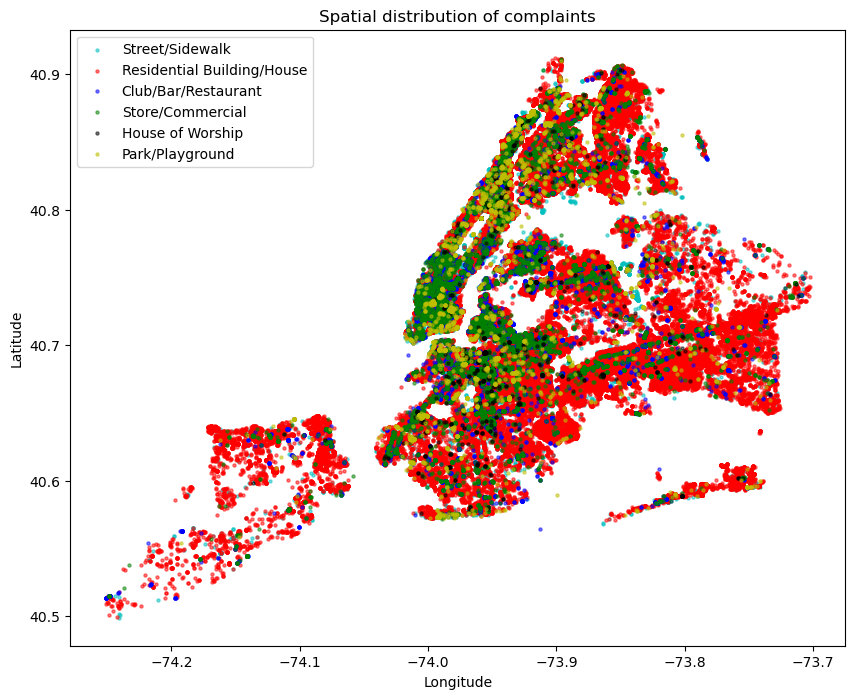 Spatial distribution of complaints
Street/Sidewalk
Residential Building/House
Club/Bar/Restaurant
Store/Commercial
House of Worship
Park/Playground
Latitude
40.9
40.8
40.7
40.6
40.5
−74.2
−74.1
−74.0
−73.9
−73.8
−73.7
Longitude